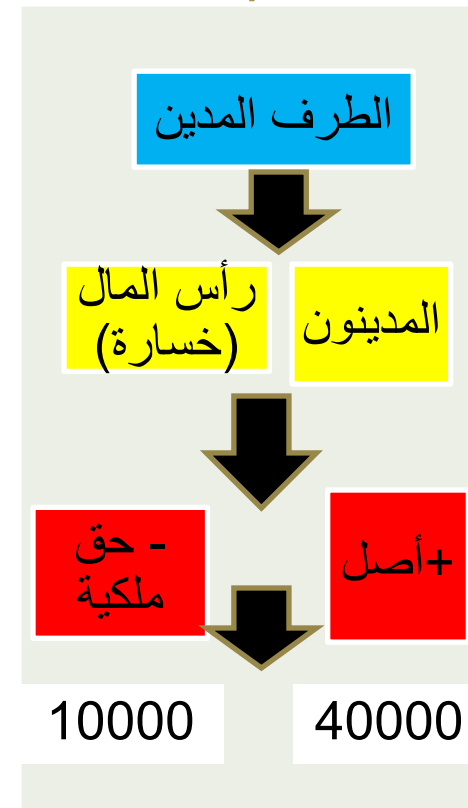 الطرف المدين
المدينون
رأس المال
(خسارة)
+أصل
- حق
ملكية
40000
10000